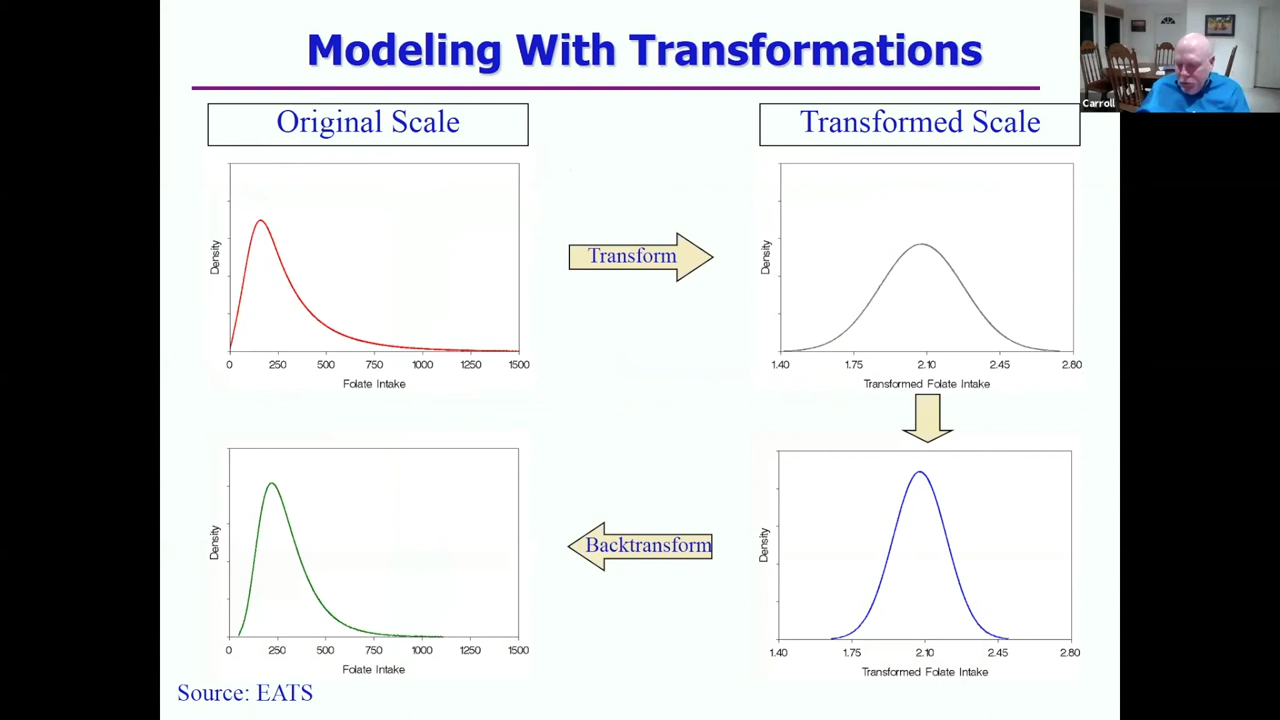 Modeling With Transformations
Carroll
Original Scale
Transformed Scale
Density
0 250 500 750 1000 1250 1500
Folate Intake
Transform
Density
1.40 1.75 2.10 2.45 2.80
Transformed Folate Intake
Density
0 250 500 750 1000 1250 1500
Folate Intake
Backtransform
Density
1.40 1.75 2.10 2.45 2.80
Transformed Folate Intake
Source: EATS